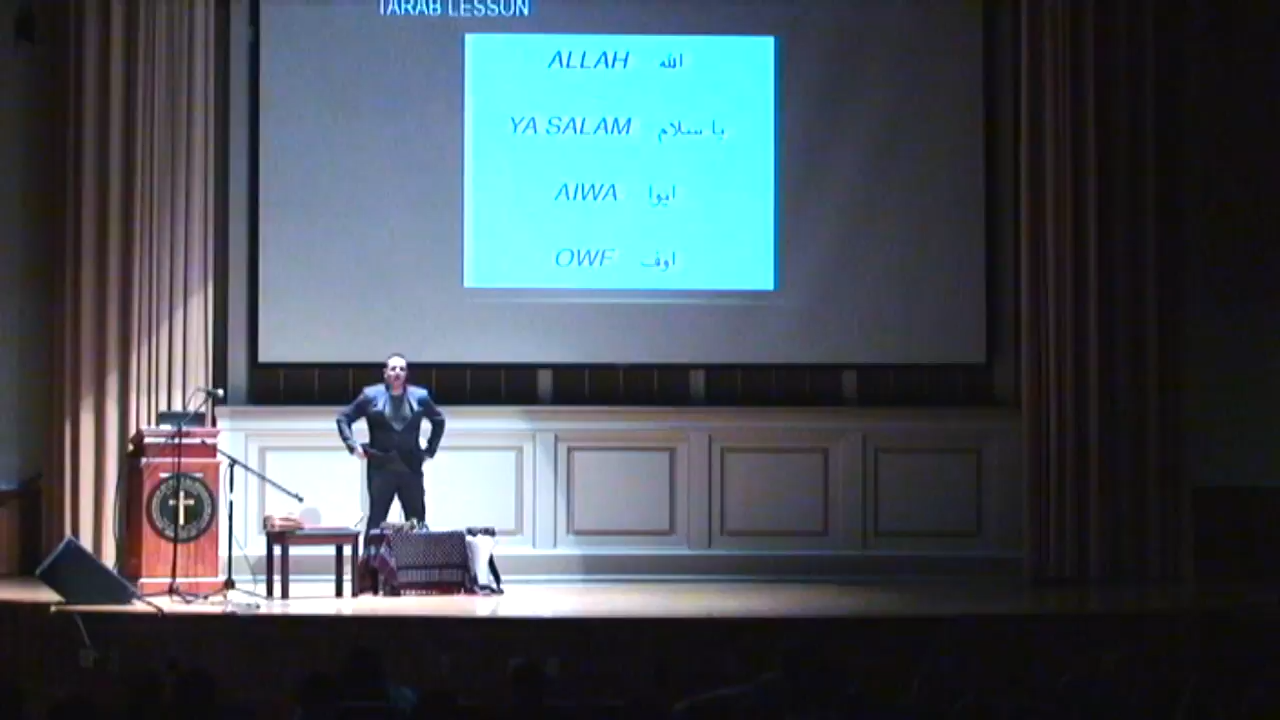 TARAB LESSON
ALLAH الله
YA SALAM يا سلام
AIWA ايوا
OWF اوف